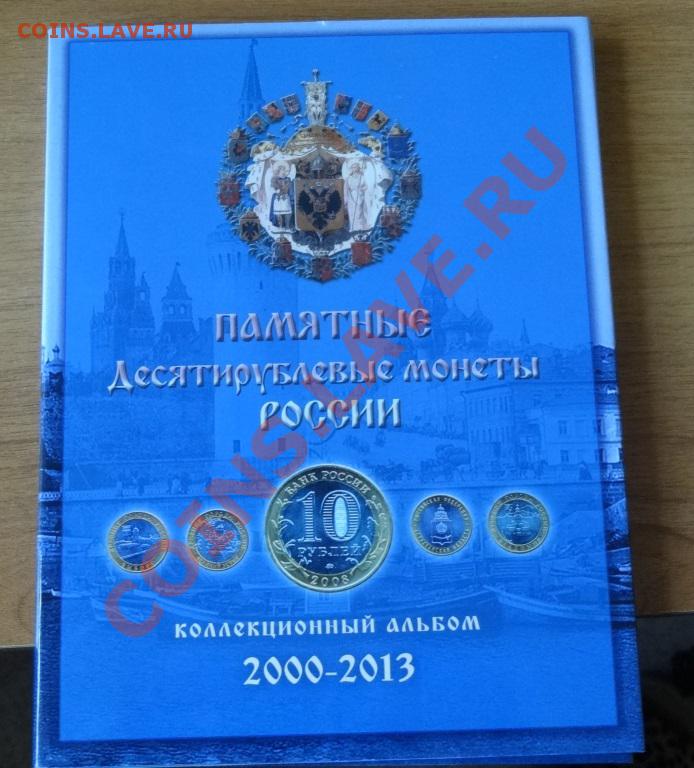 COINS.LAVE.RU
COINS.LAVE.RU
ПАМЯТНЫЕ
ДЕСЯТИРУБЛЕВЫЕ МОНЕТЫ
РОССИИ
БАНК РОССИИ
10
РУБЛЕЙ
2008
КОЛЛЕКЦИОННЫЙ АЛЬБОМ
2000-2013